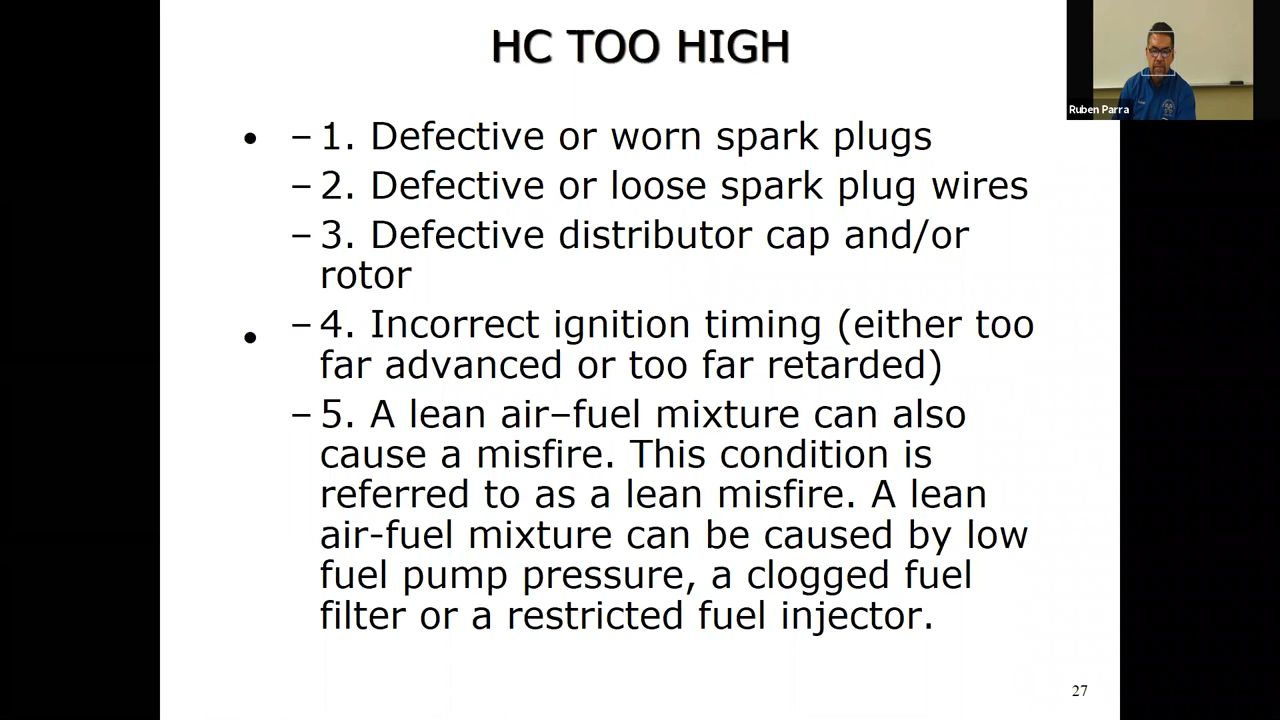 HC TOO HIGH
Ruben Parra
• – 1. Defective or worn spark plugs
– 2. Defective or loose spark plug wires
– 3. Defective distributor cap and/or
rotor
• – 4. Incorrect ignition timing (either too
far advanced or too far retarded)
– 5. A lean air–fuel mixture can also
cause a misfire. This condition is
referred to as a lean misfire. A lean
air-fuel mixture can be caused by low
fuel pump pressure, a clogged fuel
filter or a restricted fuel injector.
27